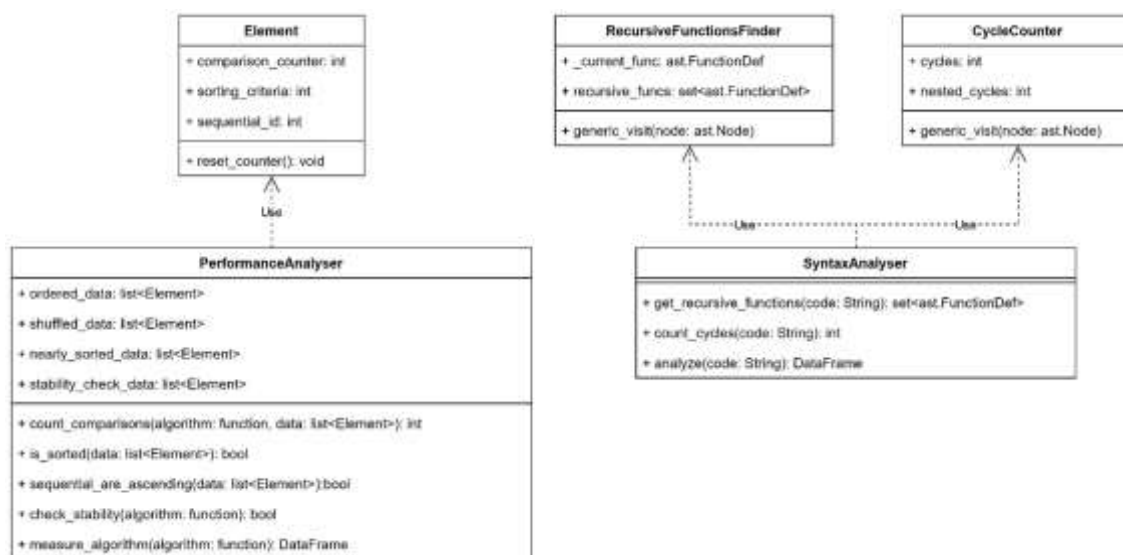 Element
+ comparison_counter: int
+ sorting_criteria: int
+ sequential_id: int
+ reset_counter(): void
Use
PerformanceAnalyser
+ ordered_data: list<Element>
+ shuffled_data: list<Element>
+ nearly_sorted_data: list<Element>
+ stability_check_data: list<Element>
+ count_comparisons(algorithm: function, data: list<Element>): int
+ is_sorted(data: list<Element>): bool
+ sequential_are_ascending(data: list<Element>):bool
+ check_stability(algorithm: function): bool
+ measure_algorithm(algorithm: function): DataFrame
RecursiveFunctionsFinder
+ _current_func: ast.FunctionDef
+ recursive_funcs: set<ast.FunctionDef>
+ generic_visit(node: ast.Node)
CycleCounter
+ cycles: int
+ nested_cycles: int
+ generic_visit(node: ast.Node)
Use
Use
SyntaxAnalyser
+ get_recursive_functions(code: String): set<ast.FunctionDef>
+ count_cycles(code: String): int
+ analyze(code: String): DataFrame